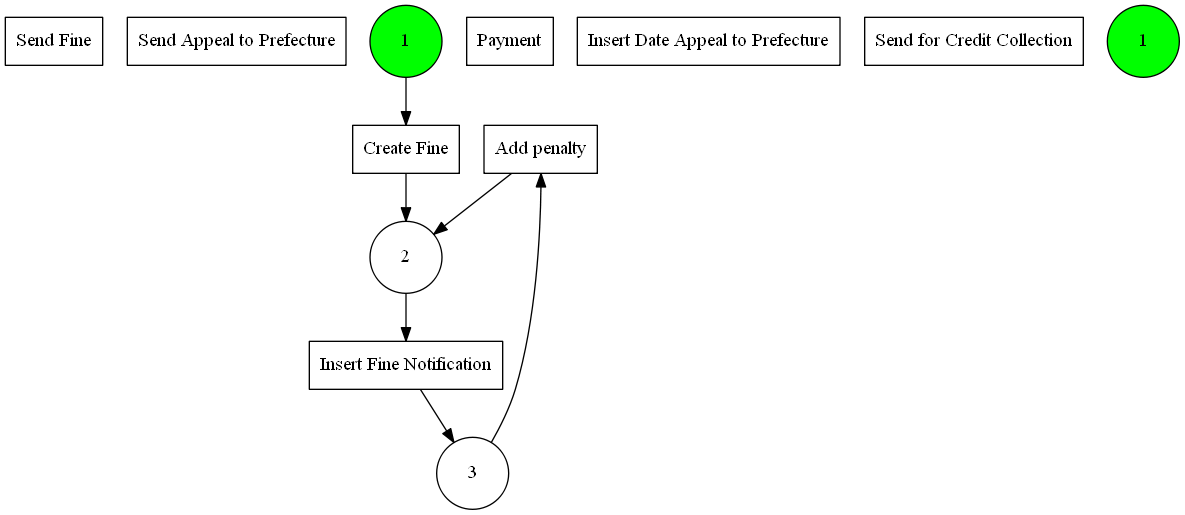 Send Fine
Send Appeal to Prefecture
1
Payment
Insert Date Appeal to Prefecture
Send for Credit Collection
1
Create Fine
Add penalty
2
Insert Fine Notification
3